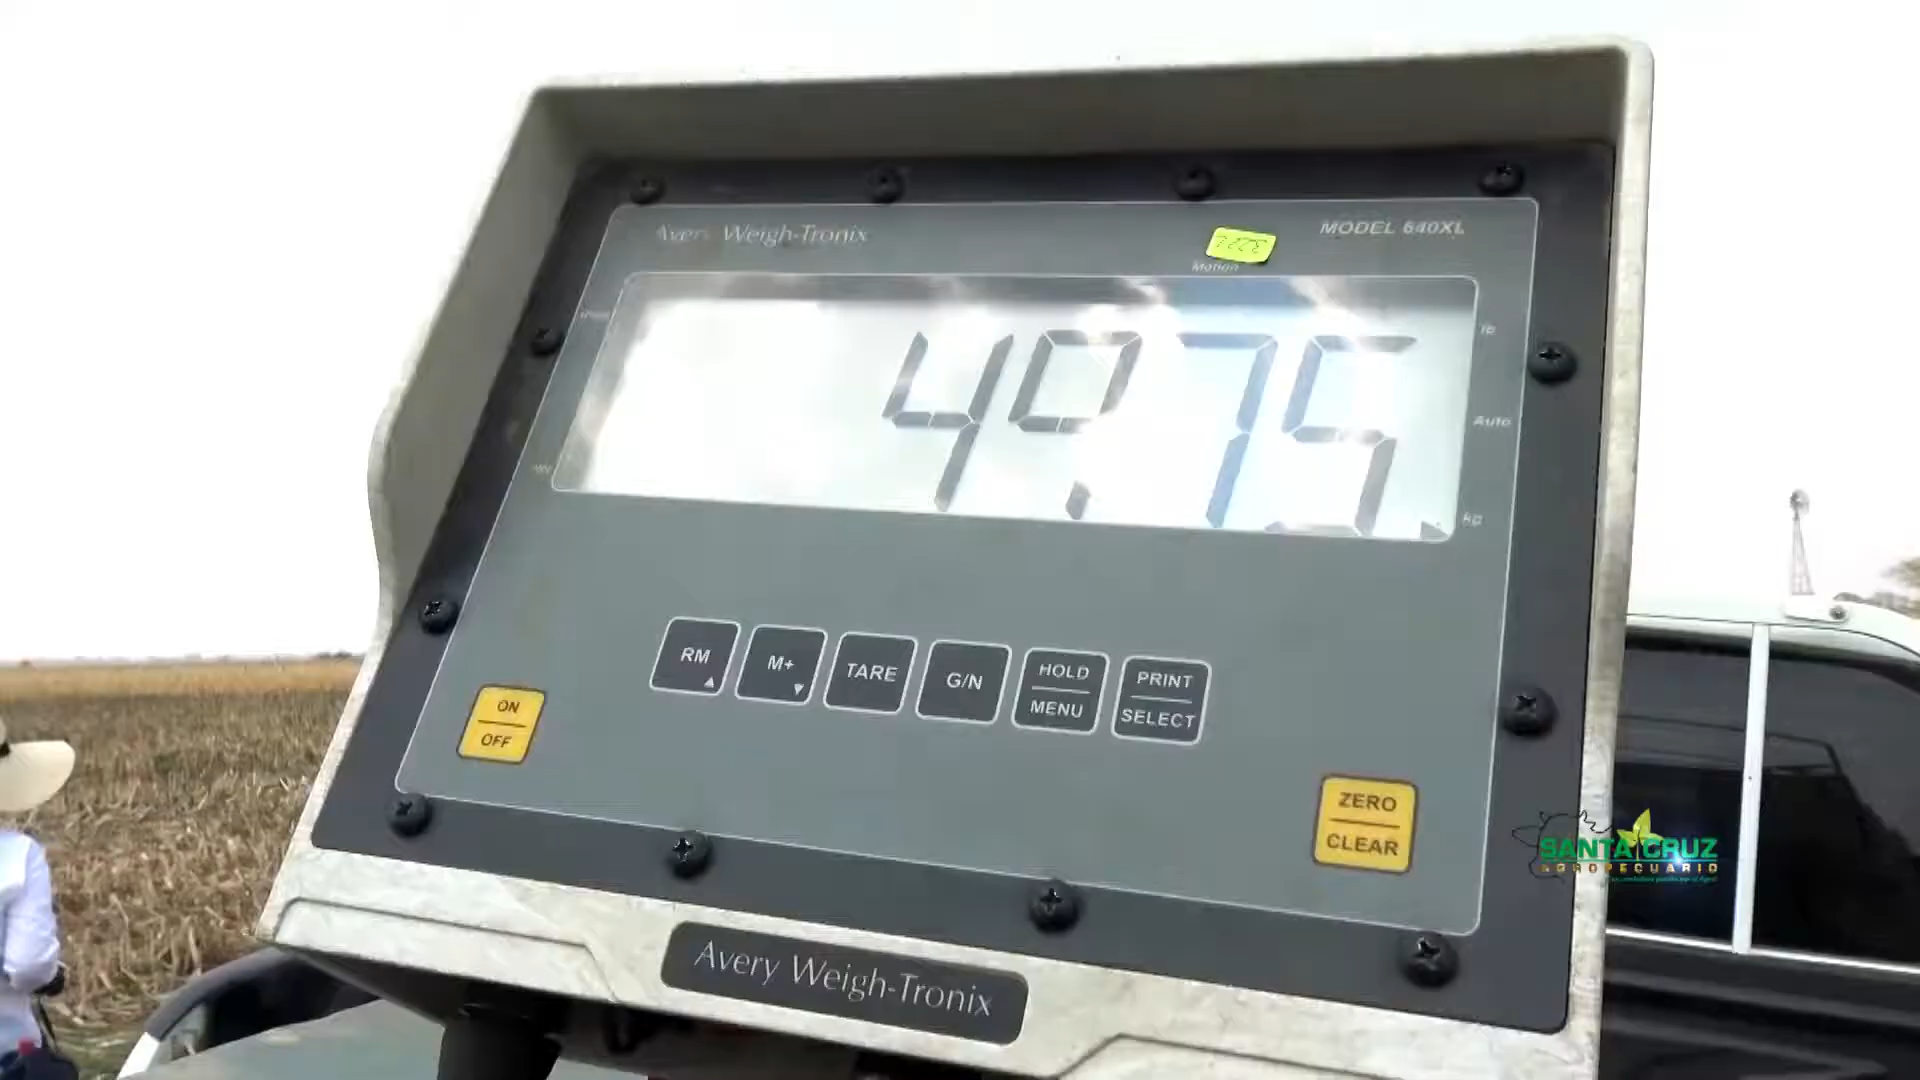 Avery Weigh-Tronix
MODEL 640XL
Motion
lb
Auto
kg
RM
M+
TARE
G/N
HOLD
MENU
PRINT
SELECT
ON
OFF
ZERO
CLEAR
SANTA CRUZ
AGROPECUARIO
Avery Weigh-Tronix